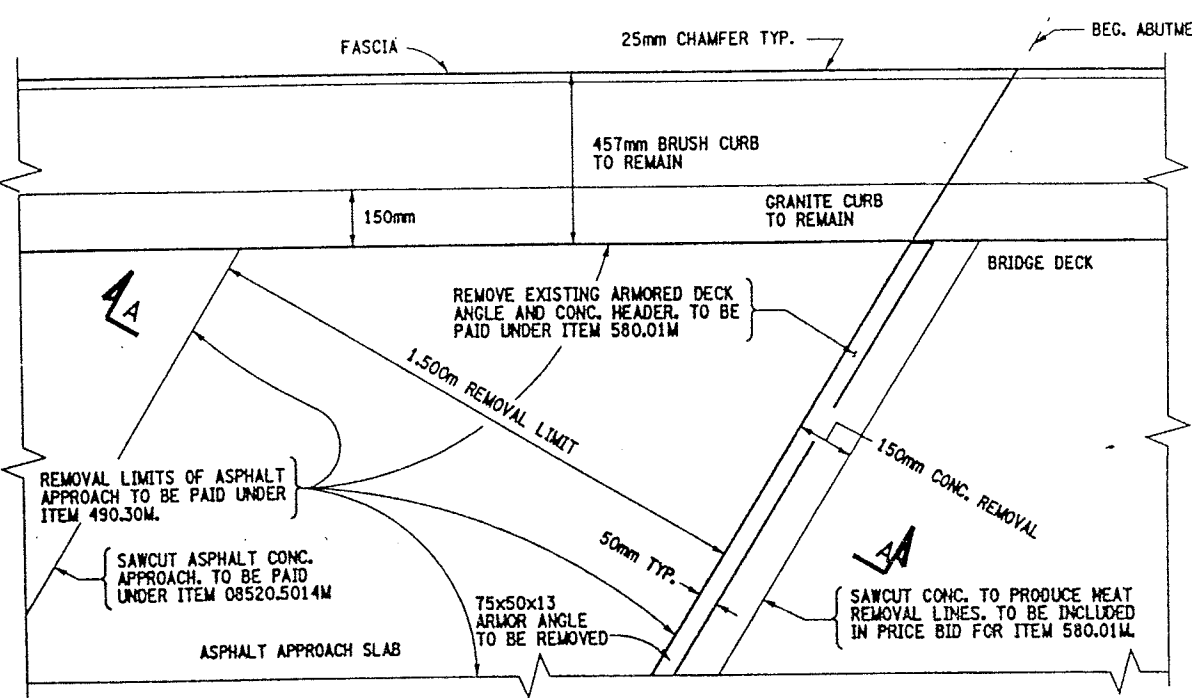 FASCIA
25mm CHAMFER TYP.
BEG. ABUTME
457mm BRUSH CURB
TO REMAIN
150mm
GRANITE CURB
TO REMAIN
BRIDGE DECK
A
REMOVE EXISTING ARMORED DECK
ANGLE AND CONC. HEADER. TO BE
PAID UNDER ITEM 580.01M
1.500m REMOVAL LIMIT
150mm CONC. REMOVAL
REMOVAL LIMITS OF ASPHALT
APPROACH TO BE PAID UNDER
ITEM 490.30M.
50mm TYP.
A
SAWCUT ASPHALT CONC.
APPROACH. TO BE PAID
UNDER ITEM 08520.5014M
75x50x13
ARMOR ANGLE
TO BE REMOVED
SAWCUT CONC. TO PRODUCE NEAT
REMOVAL LINES. TO BE INCLUDED
IN PRICE BID FOR ITEM 580.01M.
ASPHALT APPROACH SLAB